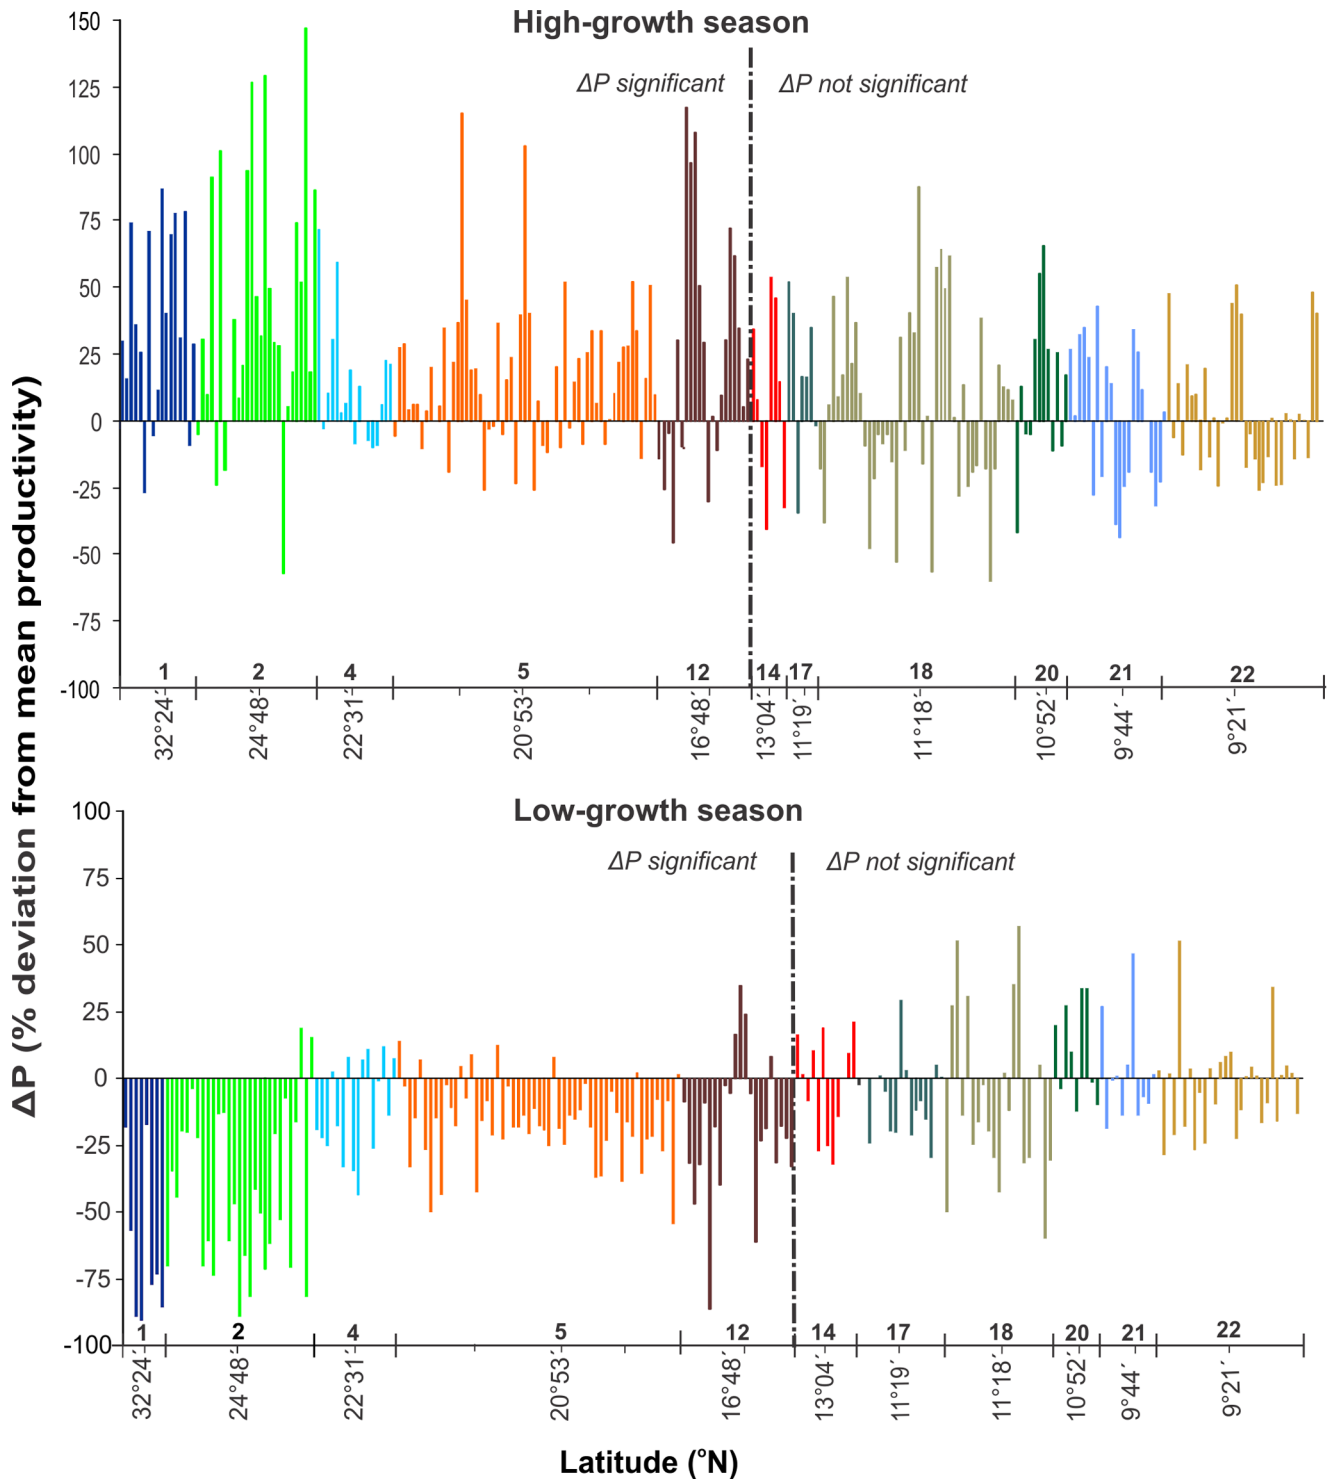 ΔP (% deviation from mean productivity)
High-growth season
ΔP significant
ΔP not significant
150
125
100
75
50
25
0
-25
-50
-75
-100
1 2 4 5 12 14 17 18 20 21 22
32°24´ 24°48´ 22°31´ 20°53´ 16°48´ 13°04´ 11°19´ 11°18´ 10°52´ 9°44´ 9°21´
Low-growth season
ΔP significant
ΔP not significant
100
75
50
25
0
-25
-50
-75
-100
1 2 4 5 12 14 17 18 20 21 22
32°24´ 24°48´ 22°31´ 20°53´ 16°48´ 13°04´ 11°19´ 11°18´ 10°52´ 9°44´ 9°21´
Latitude (°N)